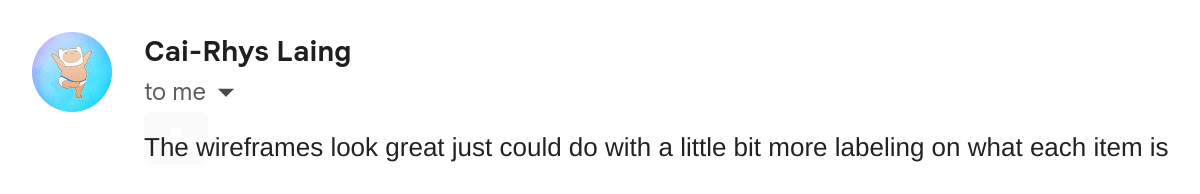 Cai-Rhys Laing
to me
The wireframes look great just could do with a little bit more labeling on what each item is